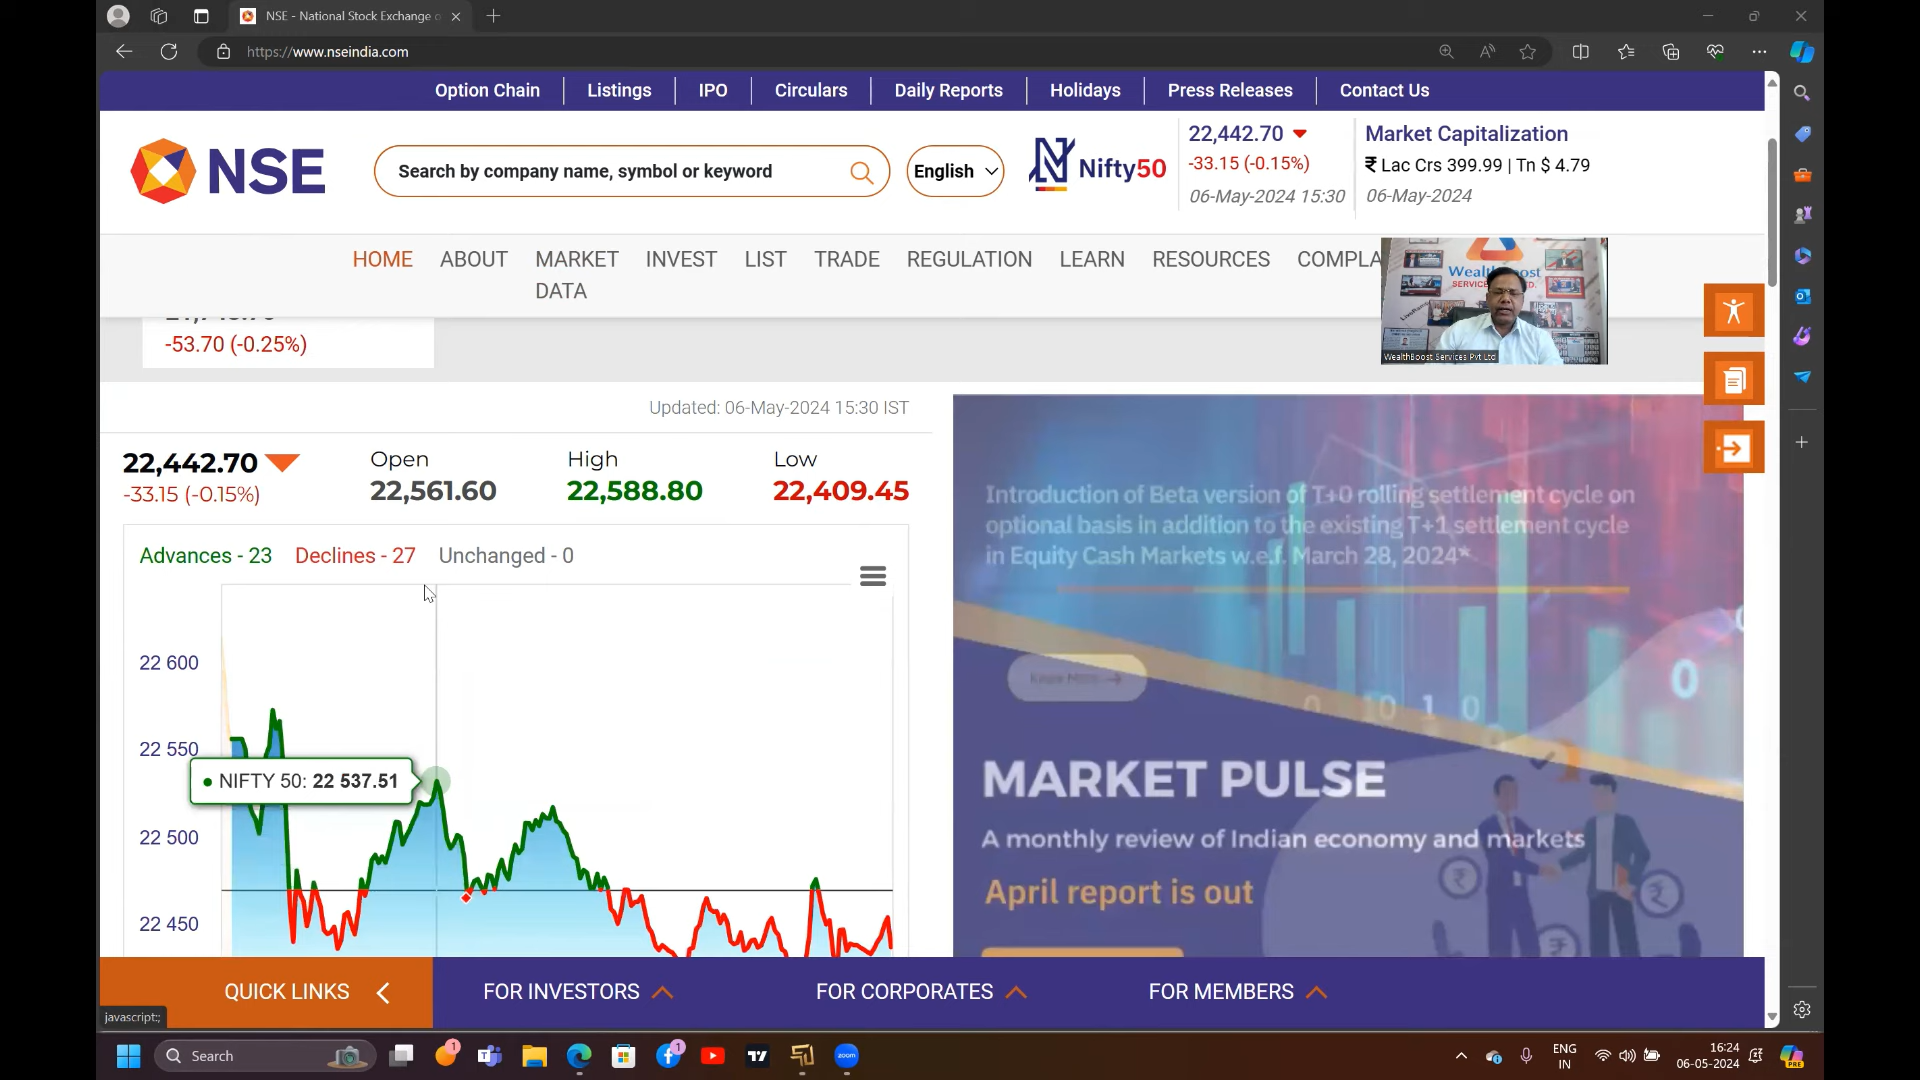 NSE - National Stock Exchange o
https://www.nseindia.com
Option Chain
Listings
IPO
Circulars
Daily Reports
Holidays
Press Releases
Contact Us
NSE
Search by company name, symbol or keyword
English
Nifty50
22,442.70
-33.15 (-0.15%)
06-May-2024 15:30
Market Capitalization
₹ Lac Crs 399.99 | Tn $ 4.79
06-May-2024
HOME
ABOUT
MARKET
DATA
INVEST
LIST
TRADE
REGULATION
LEARN
RESOURCES
COMPLA
WealthBoost Services Pvt Ltd
-53.70 (-0.25%)
Updated: 06-May-2024 15:30 IST
22,442.70
-33.15 (-0.15%)
Open
22,561.60
High
22,588.80
Low
22,409.45
Advances - 23
Declines - 27
Unchanged - 0
22 600
22 550
22 500
22 450
NIFTY 50: 22 537.51
Introduction of Beta version of T+0 rolling settlement cycle on
optional basis in addition to the existing T+1 settlement cycle
in Equity Cash Markets w.e.f. March 28, 2024*
Know More
MARKET PULSE
A monthly review of Indian economy and markets
April report is out
QUICK LINKS
FOR INVESTORS
FOR CORPORATES
FOR MEMBERS
javascript:;
Search
1
1
zoom
ENG
IN
16:24
06-05-2024
PRE